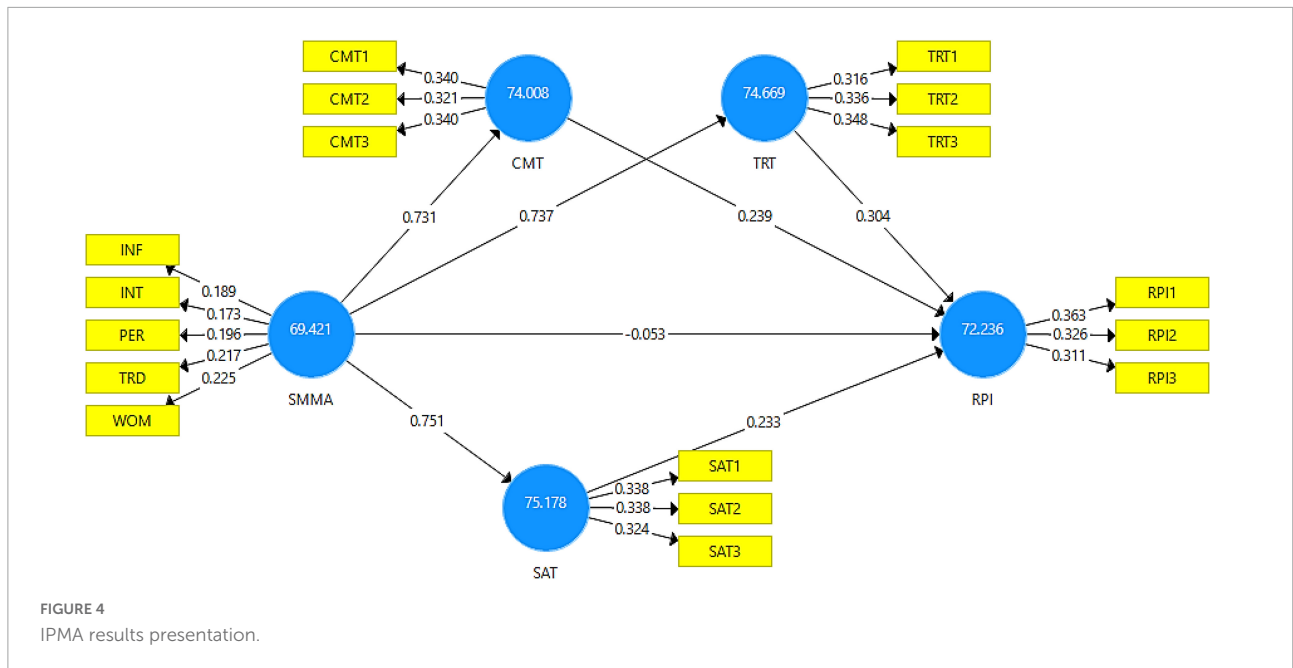 CMT1
CMT2
CMT3
0.340
0.321
0.340
74.008
CMT
74.669
TRT
0.316
0.336
0.348
TRT1
TRT2
TRT3
0.731
0.737
0.239
0.304
INF
INT
PER
TRD
WOM
0.189
0.173
0.196
0.217
0.225
69.421
SMMA
-0.053
72.236
RPI
0.363
0.326
0.311
RPI1
RPI2
RPI3
0.751
0.233
75.178
SAT
0.338
0.338
0.324
SAT1
SAT2
SAT3
FIGURE 4
IPMA results presentation.